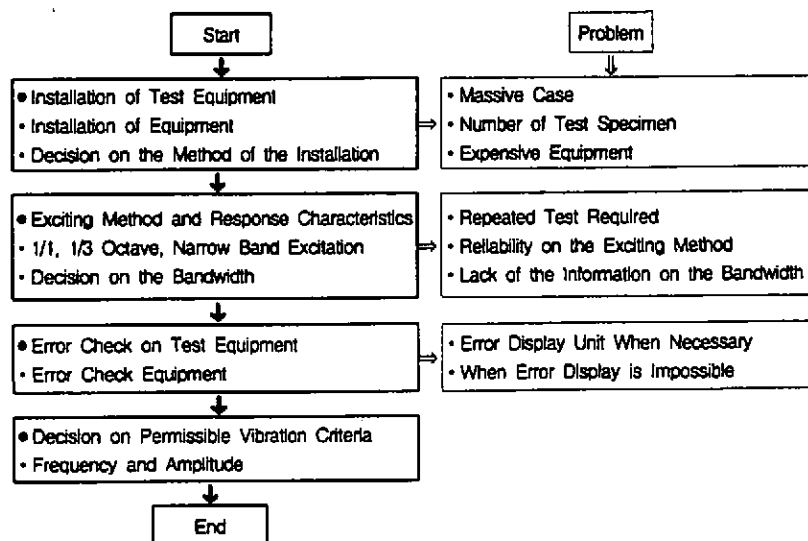 Start
Problem
● Installation of Test Equipment
· Installation of Equipment
· Decision on the Method of the Installation
· Massive Case
· Number of Test Specimen
· Expensive Equipment
● Exciting Method and Response Characteristics
· 1/1, 1/3 Octave, Narrow Band Excitation
· Decision on the Bandwidth
· Repeated Test Required
· Reliability on the Exciting Method
· Lack of the Information on the Bandwidth
● Error Check on Test Equipment
· Error Check Equipment
· Error Display Unit When Necessary
· When Error Display is Impossible
● Decision on Permissible Vibration Criteria
· Frequency and Amplitude
End